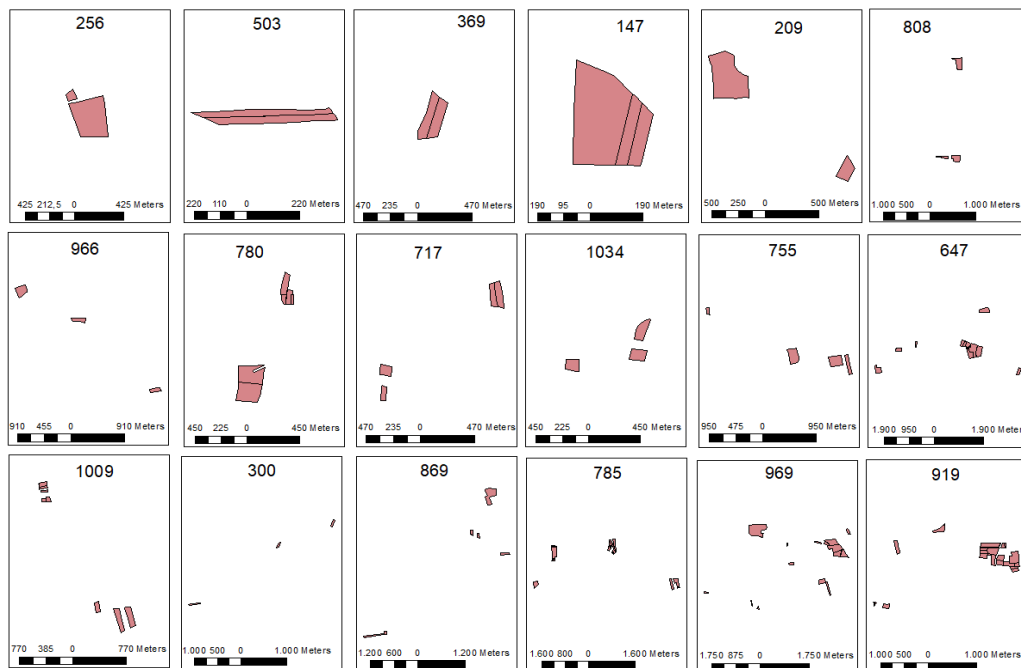 256
503
369
147
209
808
425 212,5 0 425 Meters
220 110 0 220 Meters
470 235 0 470 Meters
190 95 0 190 Meters
500 250 0 500 Meters
1.000 500 0 1.000 Meters
966
780
717
1034
755
647
910 455 0 910 Meters
450 225 0 450 Meters
470 235 0 470 Meters
450 225 0 450 Meters
950 475 0 950 Meters
1.900 950 0 1.900 Meters
1009
300
869
785
969
919
770 385 0 770 Meters
1.000 500 0 1.000 Meters
1.200 600 0 1.200 Meters
1.600 800 0 1.600 Meters
1.750 875 0 1.750 Meters
1.000 500 0 1.000 Meters